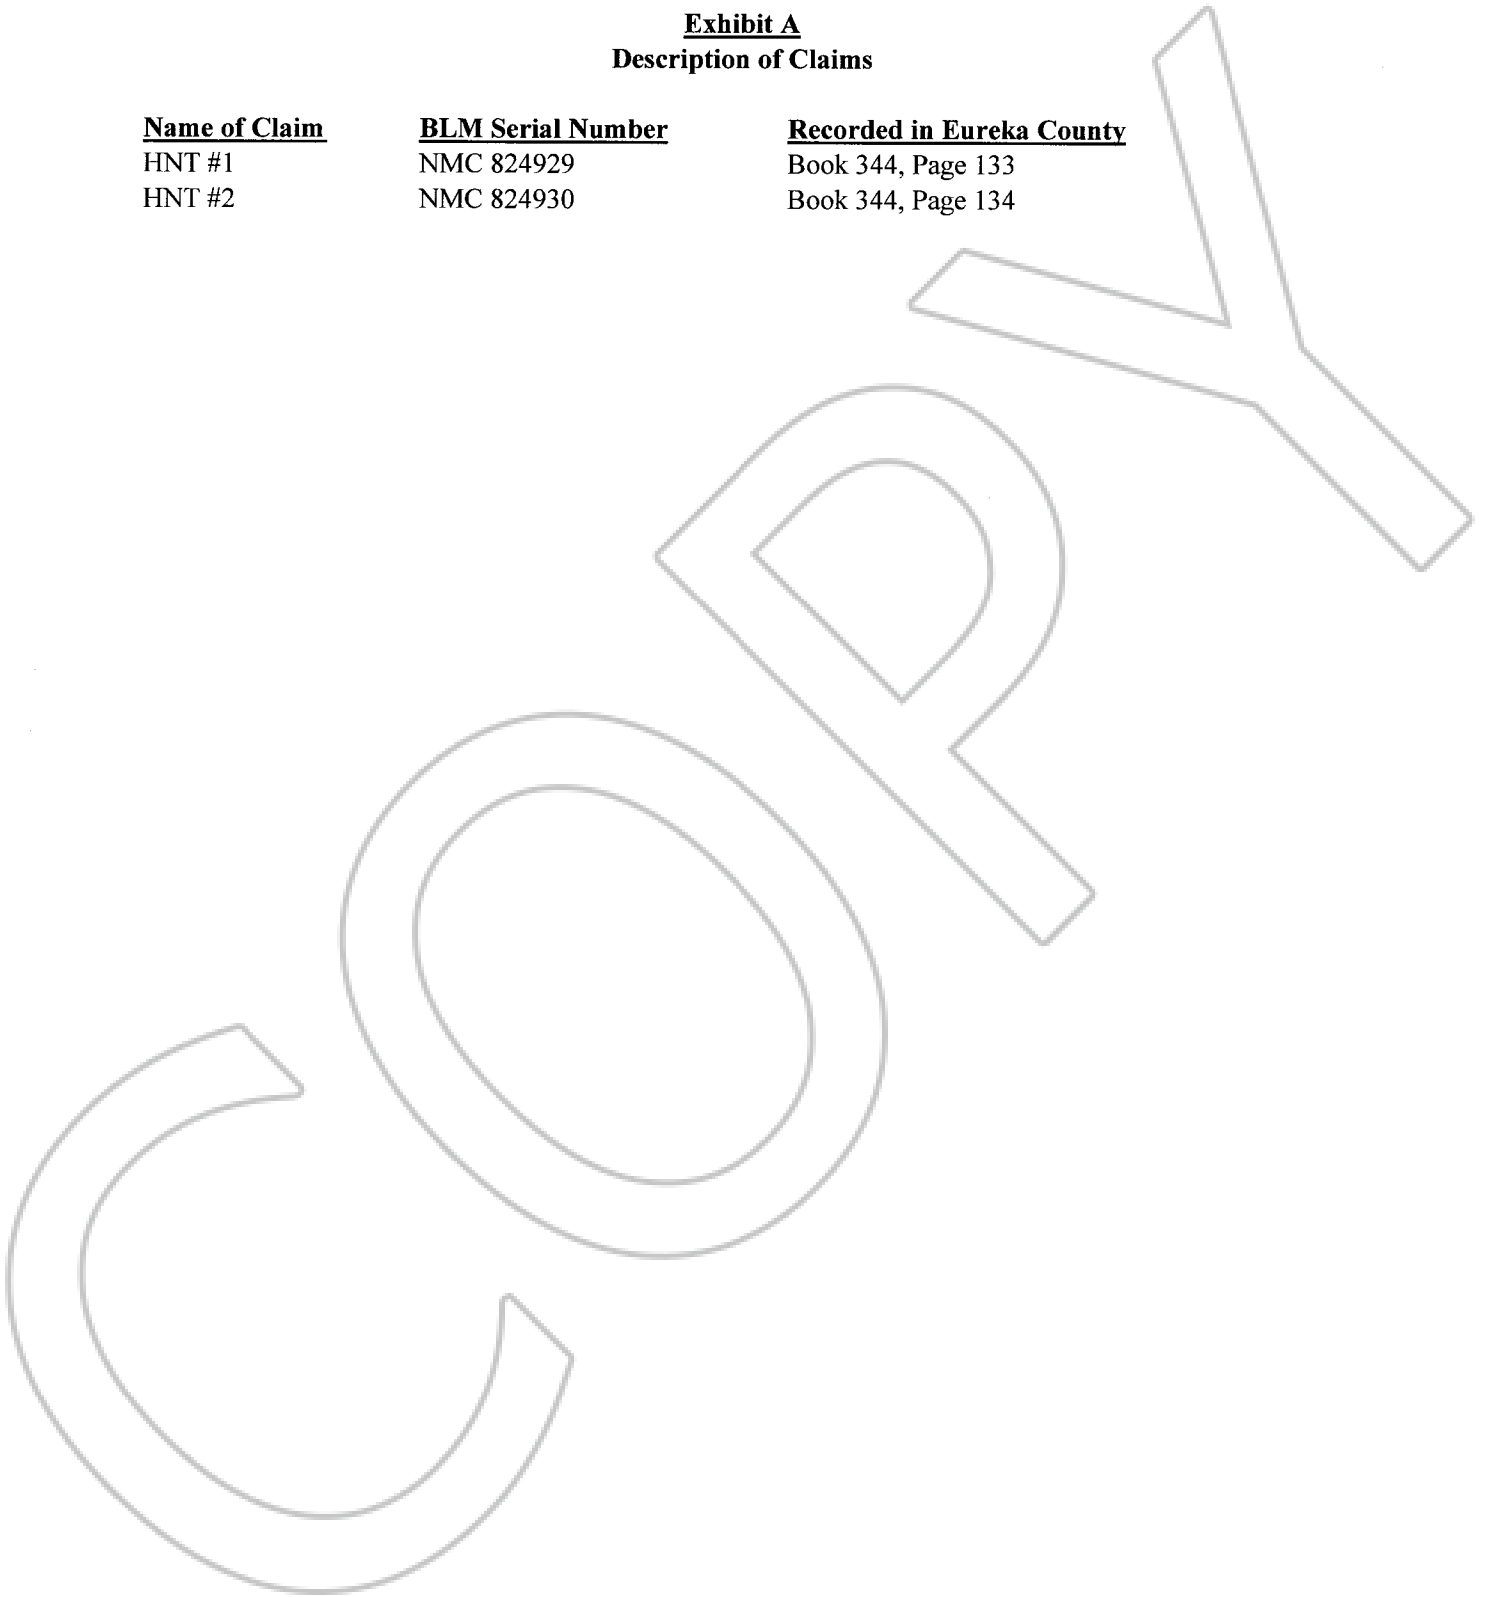 Exhibit A
Description of Claims
Name of Claim BLM Serial Number Recorded in Eureka County
HNT #1 NMC 824929 Book 344, Page 133
HNT #2 NMC 824930 Book 344, Page 134
COPY